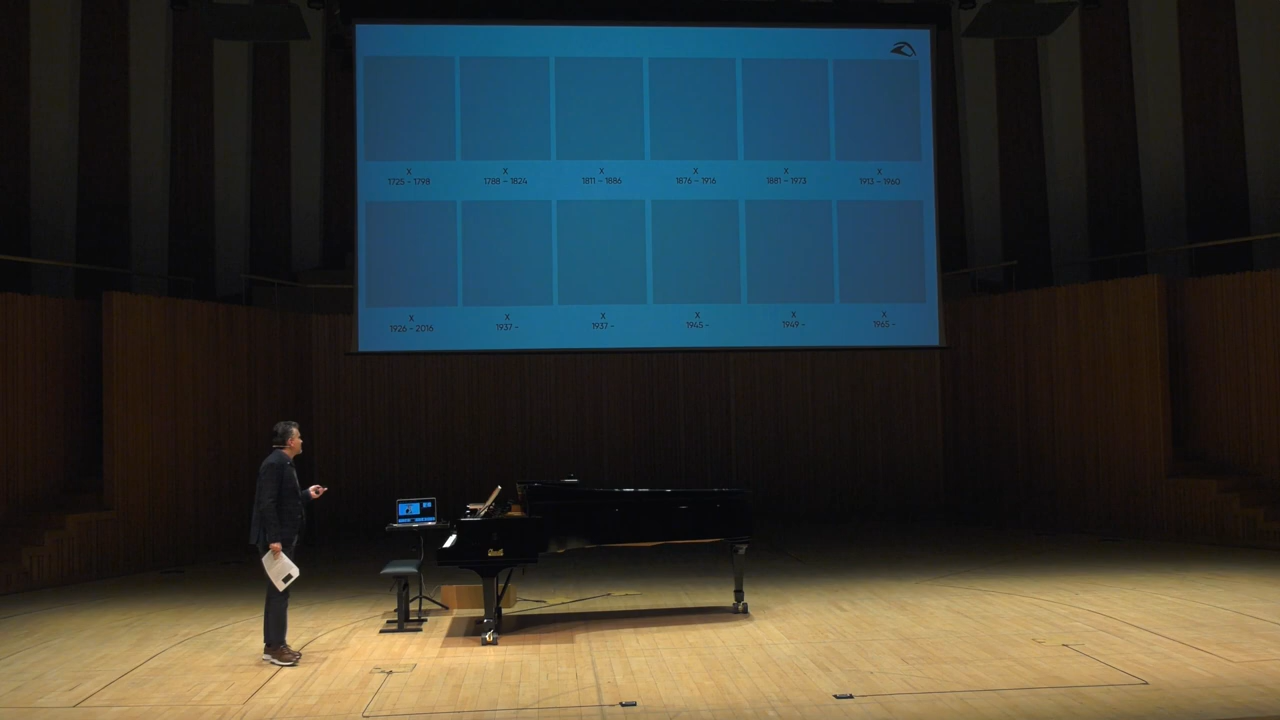 X
1725 – 1798
X
1788 – 1824
X
1811 – 1886
X
1876 – 1916
X
1881 – 1973
X
1913 – 1960
X
1926 – 2016
X
1937 –
X
1937 –
X
1945 –
X
1949 –
X
1965 –